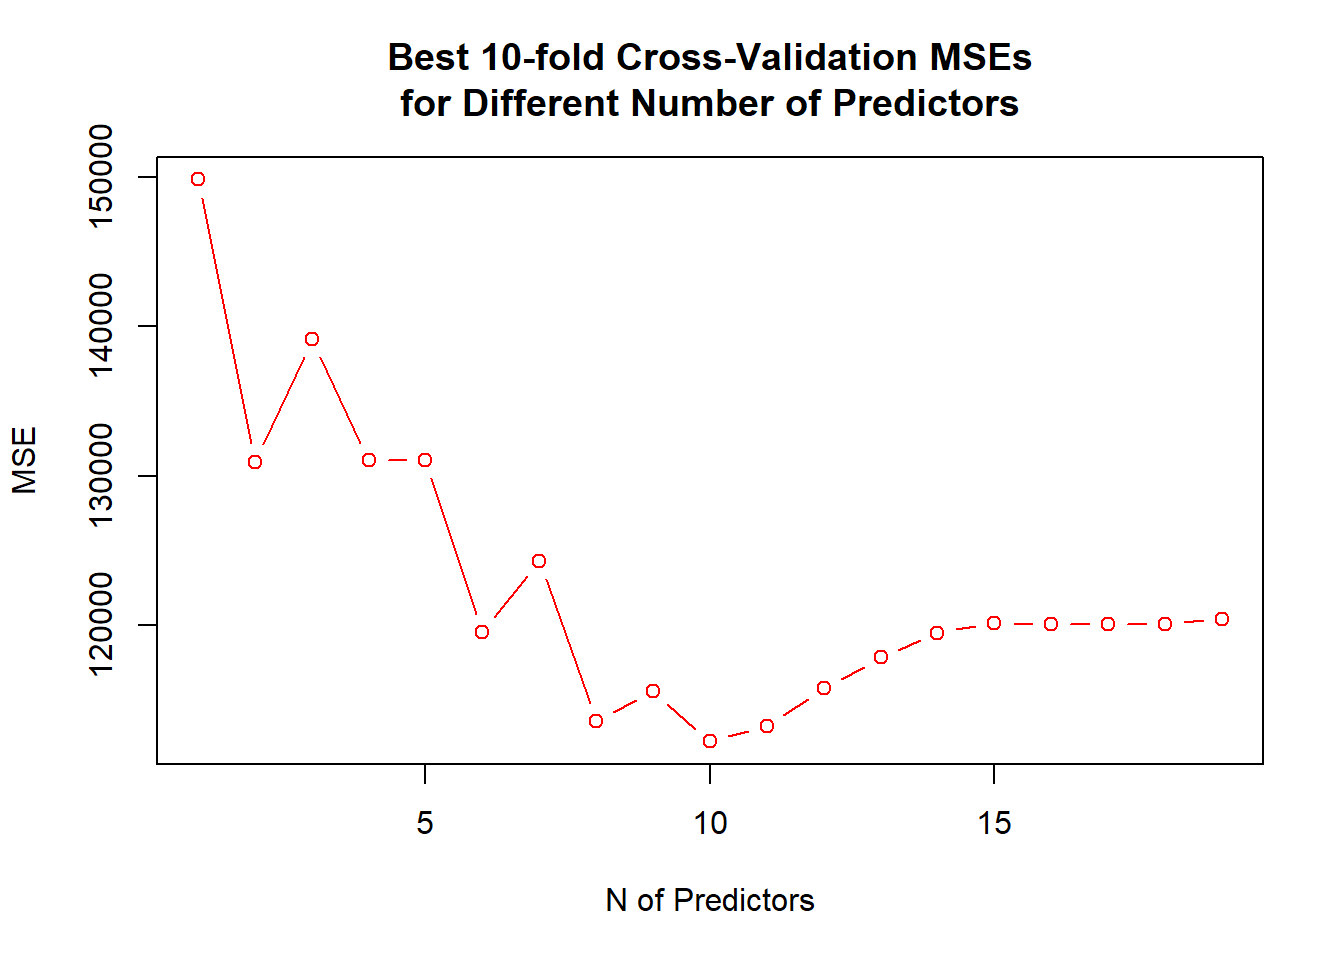 Best 10-fold Cross-Validation MSEs
for Different Number of Predictors
150000
140000
130000
120000
MSE
5
10
15
N of Predictors